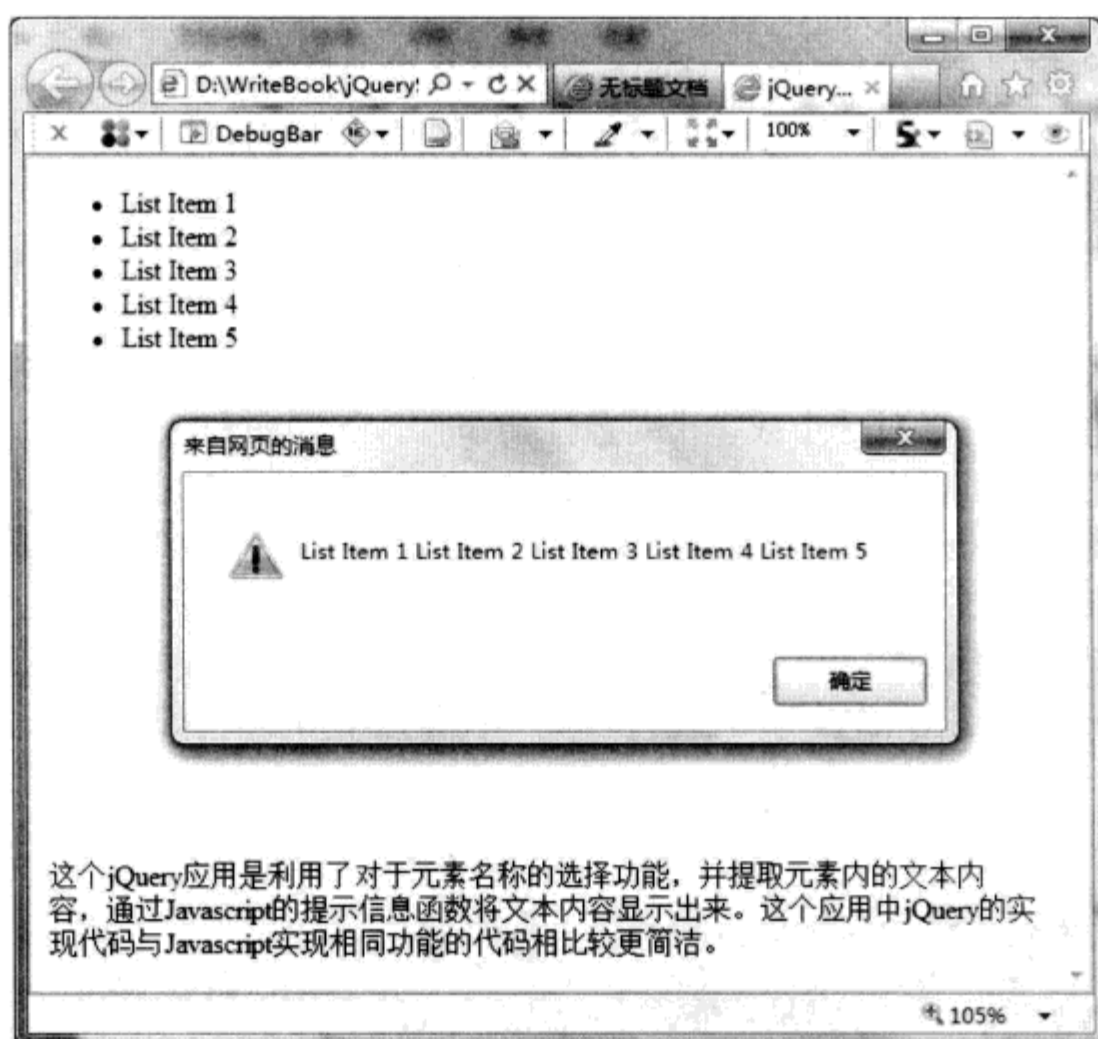 D:\WriteBook\jQuery!
无标题文档
jQuery...
DebugBar
100%
List Item 1
List Item 2
List Item 3
List Item 4
List Item 5
来自网页的消息
List Item 1 List Item 2 List Item 3 List Item 4 List Item 5
确定
这个jQuery应用是利用了对于元素名称的选择功能，并提取元素内的文本内
容，通过Javascript的提示信息函数将文本内容显示出来。这个应用中jQuery的实
现代码与Javascript实现相同功能的代码相比较更简洁。
105%